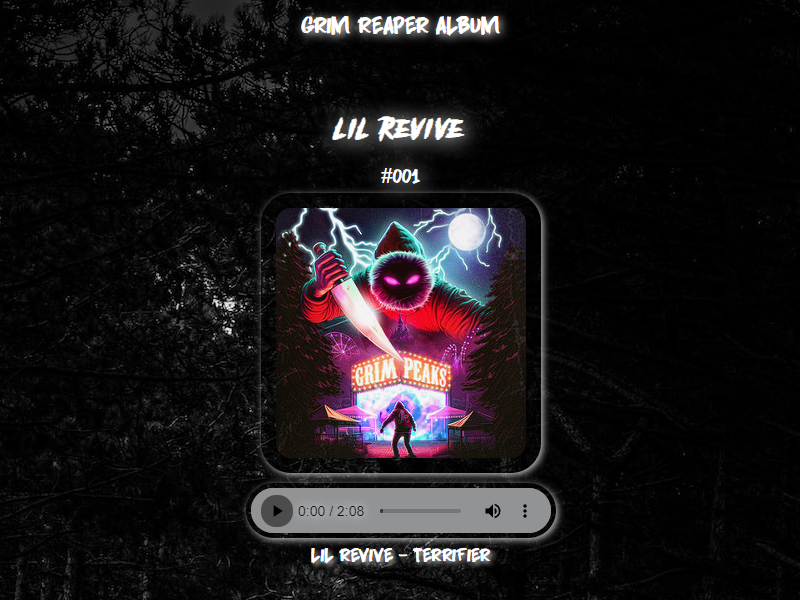 GRIM REAPER ALBUM
LIL REVIVE
#001
GRIM PEAKS
0:00 / 2:08
LIL REVIVE - TERRIFIER